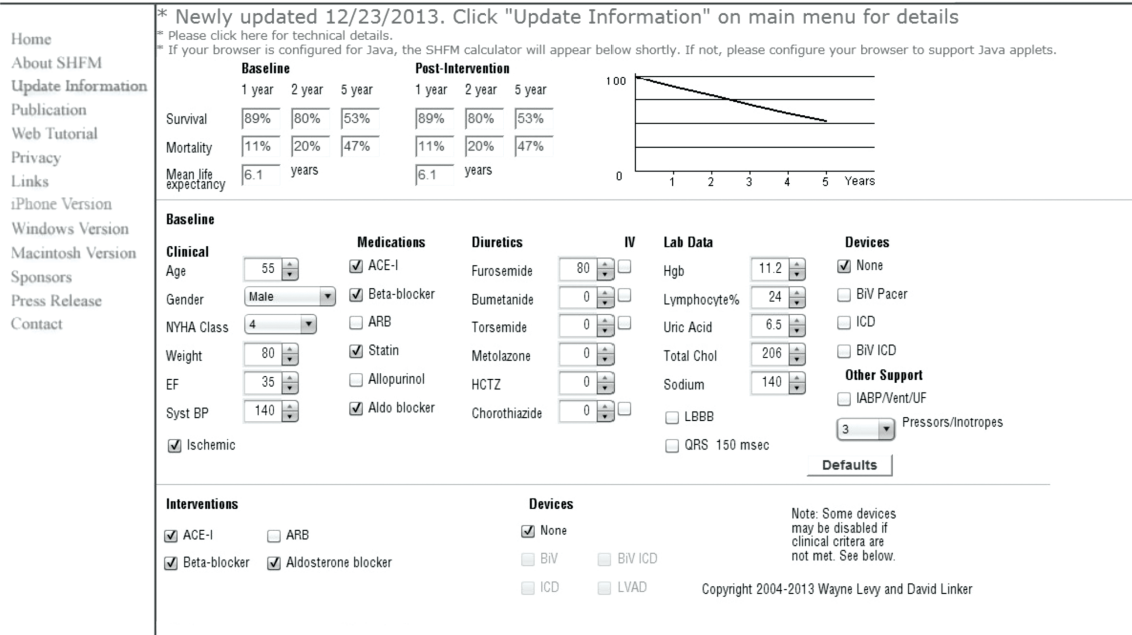 * Newly updated 12/23/2013. Click "Update Information" on main menu for details
* Please click here for technical details.
* If your browser is configured for Java, the SHFM calculator will appear below shortly. If not, please configure your browser to support Java applets.
Home
About SHFM
Update Information
Publication
Web Tutorial
Privacy
Links
iPhone Version
Windows Version
Macintosh Version
Sponsors
Press Release
Contact
Baseline Post-Intervention
1 year 2 year 5 year 1 year 2 year 5 year
Survival 89% 80% 53% 89% 80% 53%
Mortality 11% 20% 47% 11% 20% 47%
Mean life expectancy 6.1 years 6.1 years
100
0 1 2 3 4 5 Years
Baseline
Clinical Medications Diuretics IV Lab Data Devices
Age 55 ACE-I Furosemide 80 Hgb 11.2 None
Gender Male Beta-blocker Bumetanide 0 Lymphocyte% 24 BiV Pacer
NYHA Class 4 ARB Torsemide 0 Uric Acid 6.5 ICD
Weight 80 Statin Metolazone 0 Total Chol 206 BiV ICD
EF 35 Allopurinol HCTZ 0 Sodium 140 Other Support
Syst BP 140 Aldo blocker Chorothiazide 0 LBBB IABP/Vent/UF
Ischemic QRS 150 msec 3 Pressors/Inotropes
Defaults
Interventions Devices
ACE-I ARB None
Beta-blocker Aldosterone blocker BiV BiV ICD
ICD LVAD
Note: Some devices
may be disabled if
clinical critera are
not met. See below.
Copyright 2004-2013 Wayne Levy and David Linker